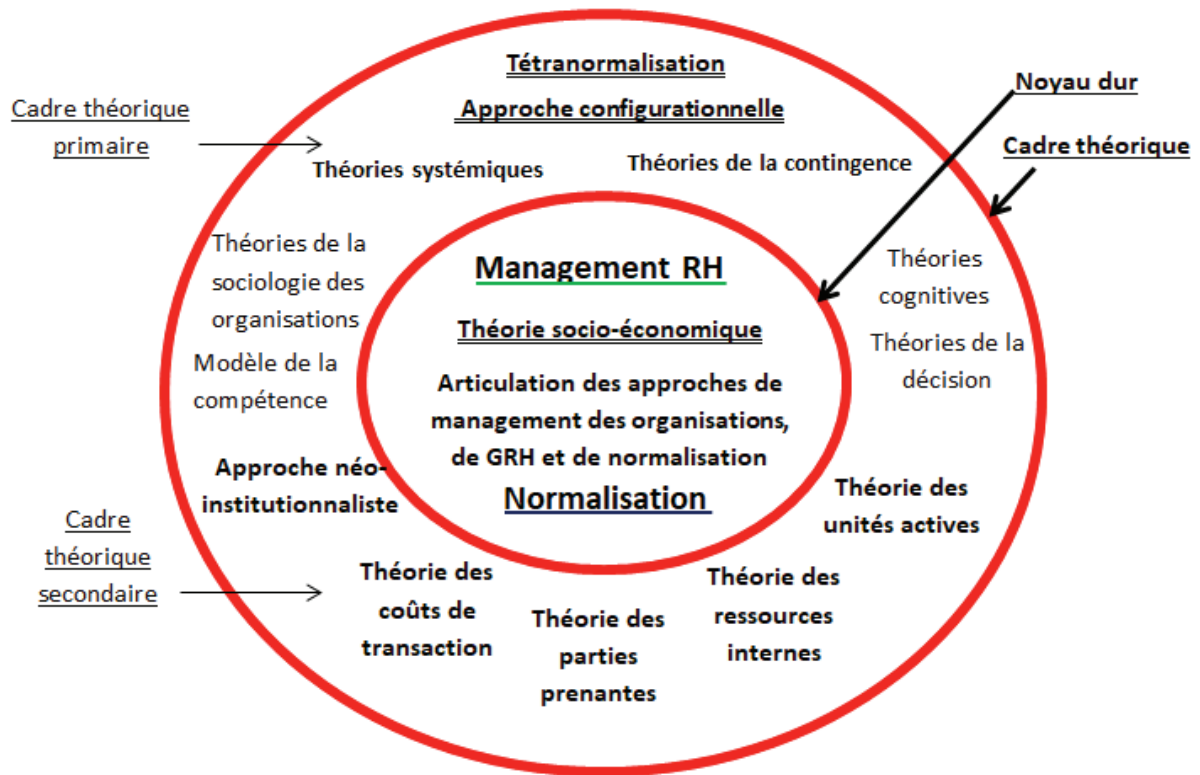 Tétranormalisation
Approche configurationnelle
Noyau dur
Cadre théorique
primaire
Cadre théorique
Théories systémiques
Théories de la contingence
Théories de la
sociologie des
organisations
Modèle de la
compétence
Management RH
Théorie socio-économique
Articulation des approches de
management des organisations,
de GRH et de normalisation
Normalisation
Théories
cognitives
Théories de la
décision
Approche néo-
institutionnaliste
Théorie des
unités actives
Cadre
théorique
secondaire
Théorie des
coûts de
transaction
Théorie des
parties
prenantes
Théorie des
ressources
internes